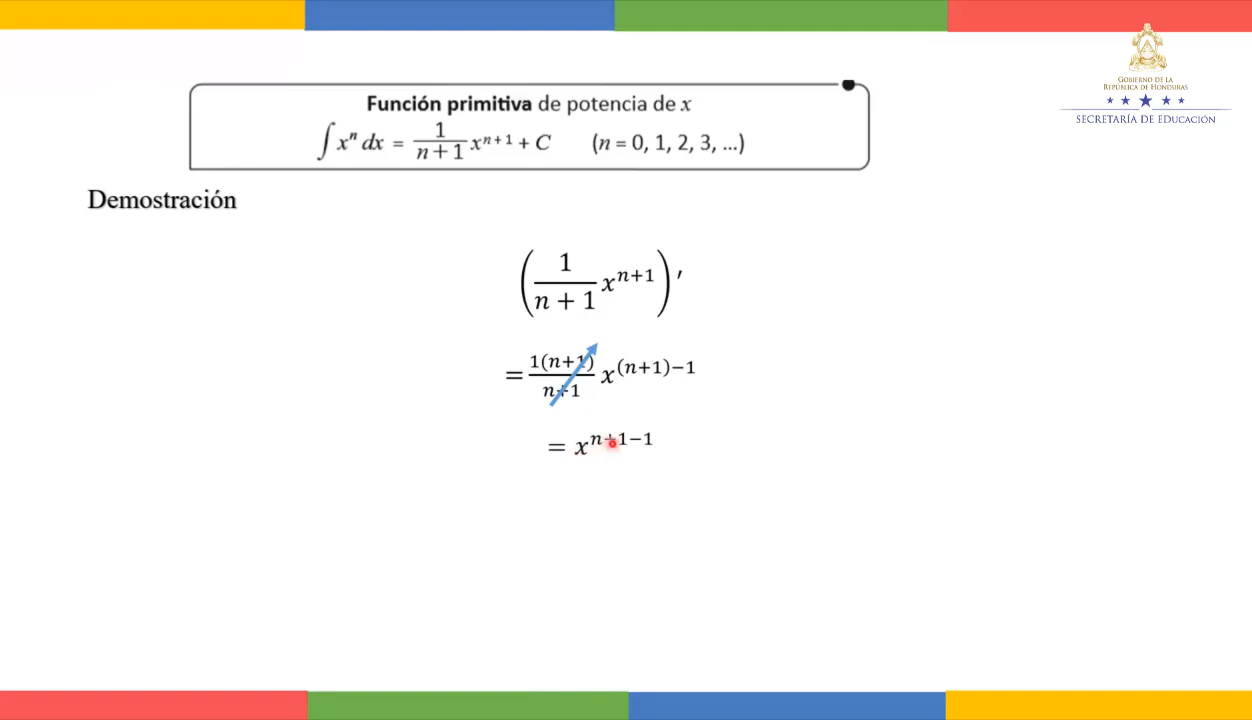 GOBIERNO DE LA
REPÚBLICA DE HONDURAS
SECRETARÍA DE EDUCACIÓN
Función primitiva de potencia de x
∫ xⁿ dx = 1/(n + 1) xⁿ⁺¹ + C (n = 0, 1, 2, 3, ...)
Demostración
(1/(n + 1) xⁿ⁺¹)′
= 1(n+1)/(n+1) x⁽ⁿ⁺¹⁾⁻¹
= xⁿ⁺¹⁻¹